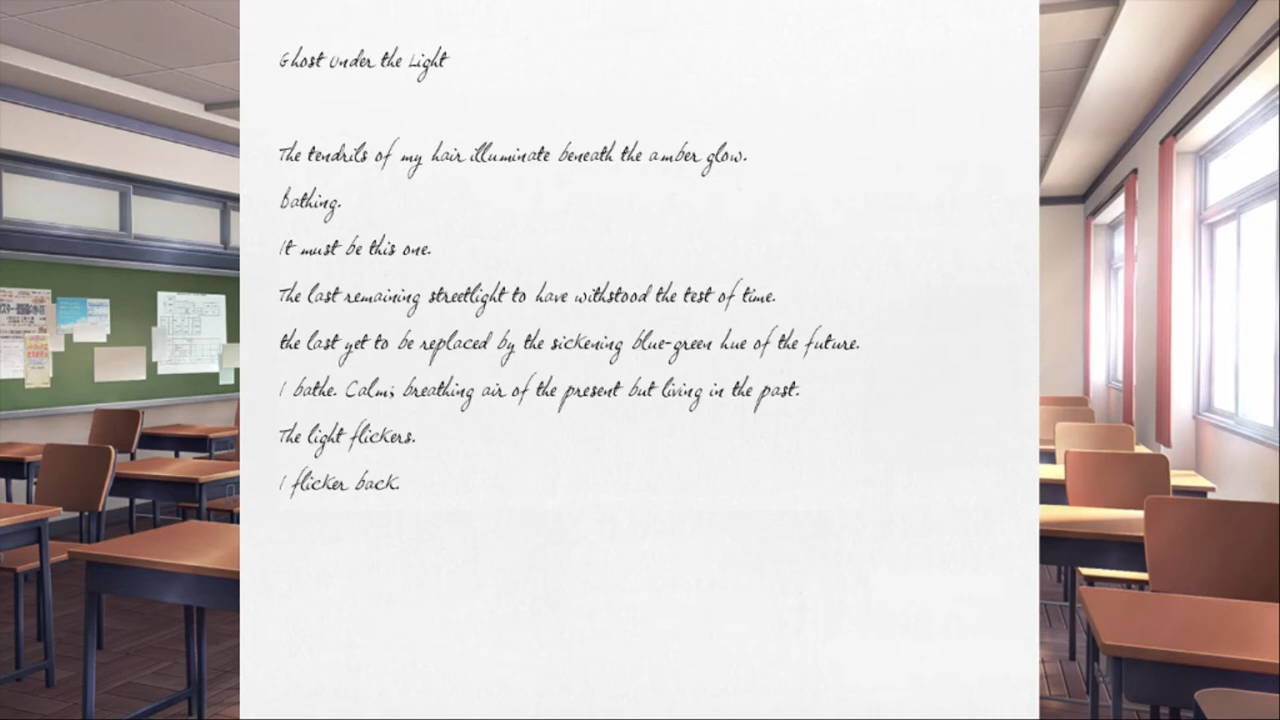 Ghost Under the Light
The tendrils of my hair illuminate beneath the amber glow.
Bathing.
It must be this one.
The last remaining streetlight to have withstood the test of time.
the last yet to be replaced by the sickening blue-green hue of the future.
I bathe. Calm; breathing air of the present but living in the past.
The light flickers.
I flicker back.